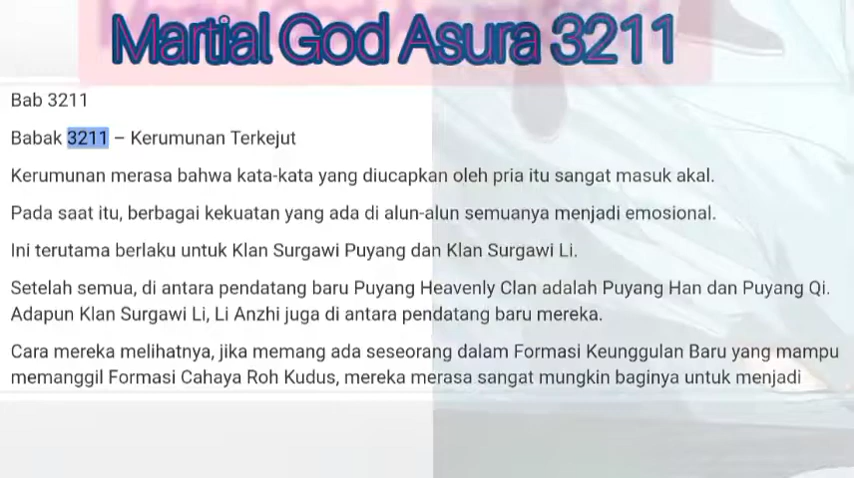 Martial God Asura 3211
Bab 3211
Babak 3211 – Kerumunan Terkejut
Kerumunan merasa bahwa kata-kata yang diucapkan oleh pria itu sangat masuk akal.
Pada saat itu, berbagai kekuatan yang ada di alun-alun semuanya menjadi emosional.
Ini terutama berlaku untuk Klan Surgawi Puyang dan Klan Surgawi Li.
Setelah semua, di antara pendatang baru Puyang Heavenly Clan adalah Puyang Han dan Puyang Qi.
Adapun Klan Surgawi Li, Li Anzhi juga di antara pendatang baru mereka.
Cara mereka melihatnya, jika memang ada seseorang dalam Formasi Keunggulan Baru yang mampu
memanggil Formasi Cahaya Roh Kudus, mereka merasa sangat mungkin baginya untuk menjadi